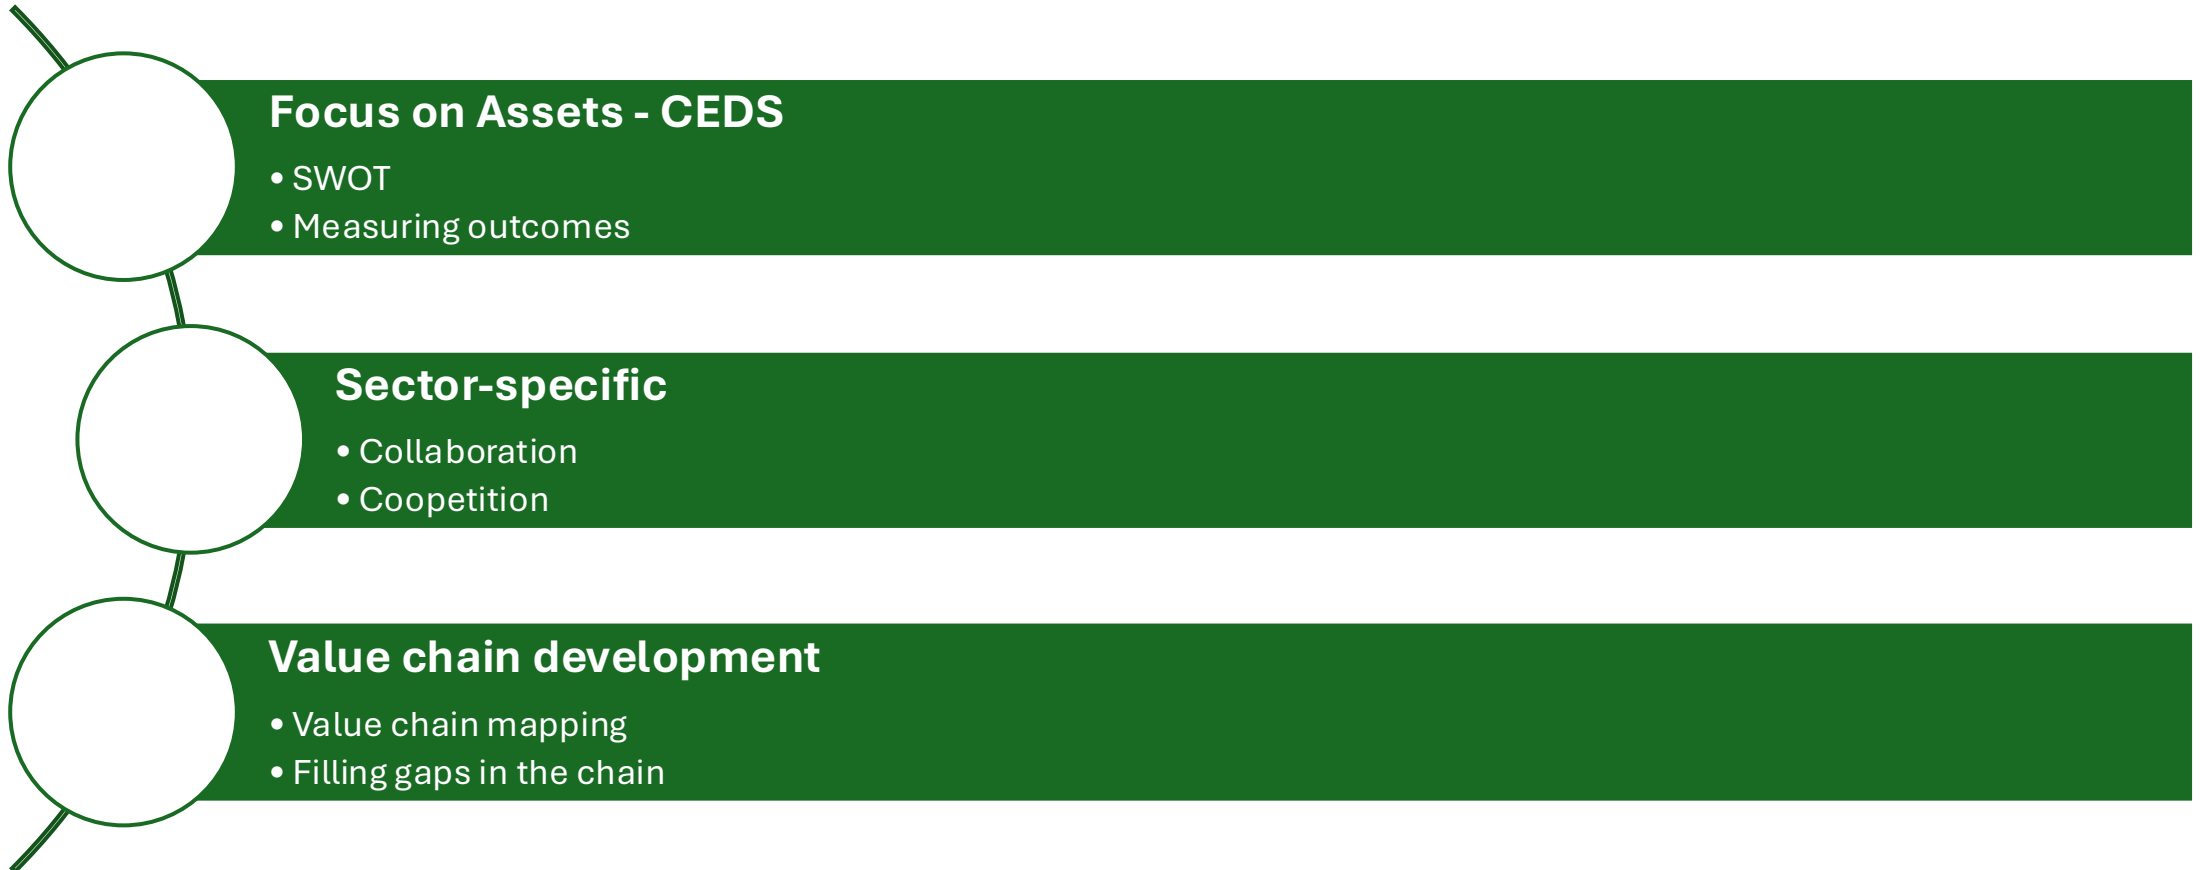 Focus on Assets - CEDS
• SWOT
• Measuring outcomes
Sector-specific
• Collaboration
• Coopetition
Value chain development
• Value chain mapping
• Filling gaps in the chain